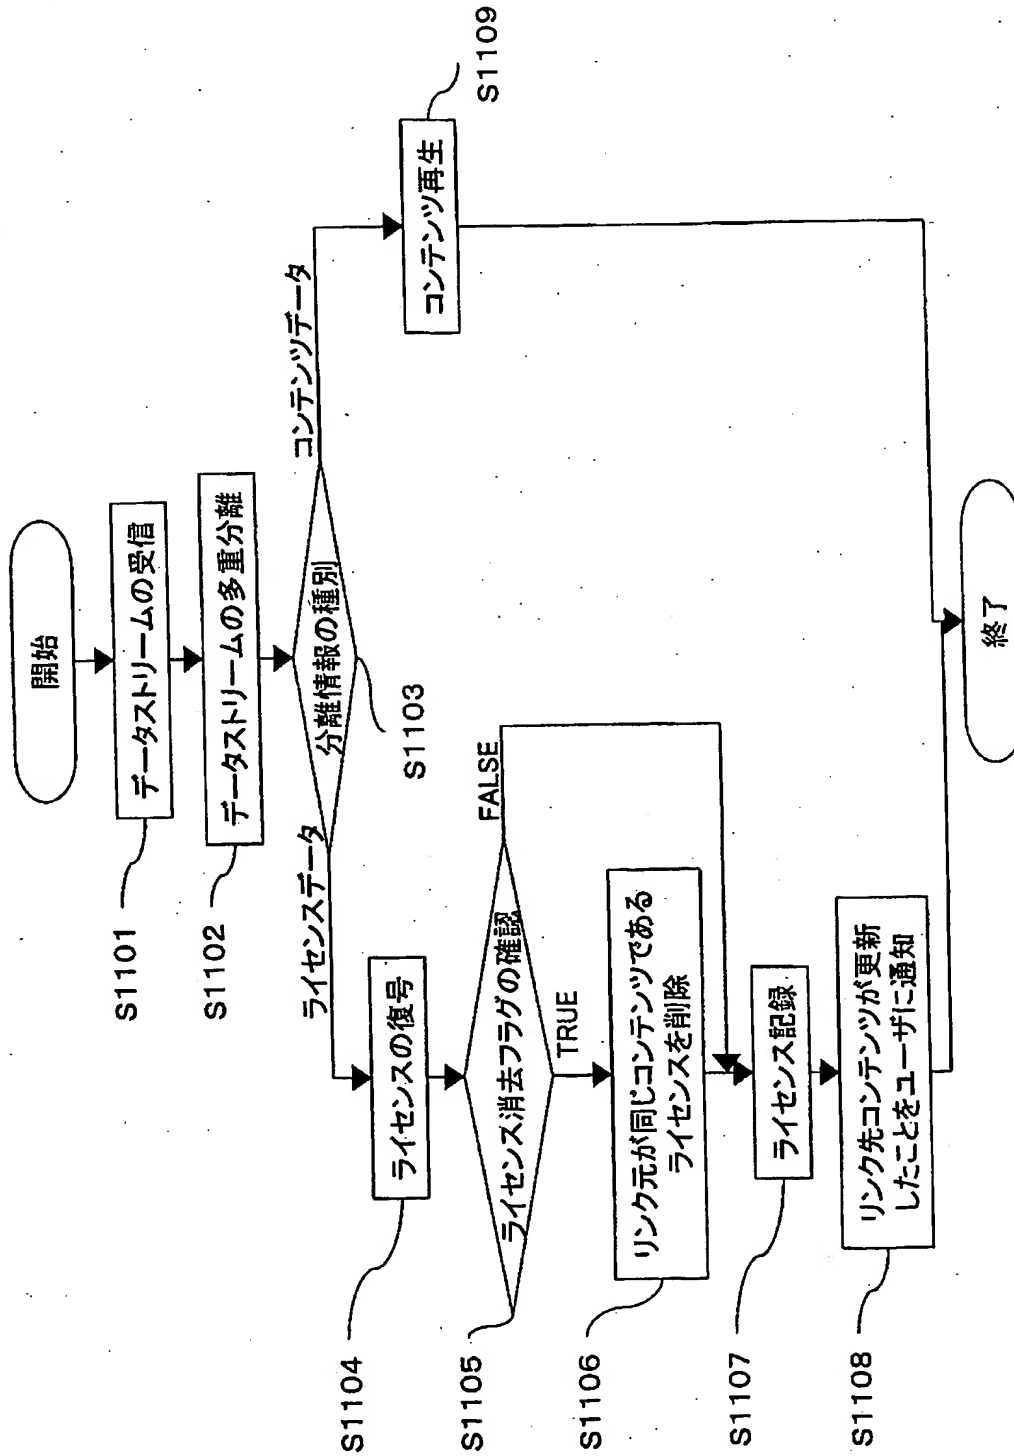 開始
データストリームの受信
S1101
データストリームの多重分離
S1102
分離情報の種別
S1103
ライセンスデータ
コンテンツデータ
ライセンスの復号
S1104
ライセンス消去フラグの確認
S1105
TRUE
FALSE
リンク元が同じコンテンツである
ライセンスを削除
S1106
ライセンス記録
S1107
リンク先コンテンツが更新
したことをユーザに通知
S1108
コンテンツ再生
S1109
終了